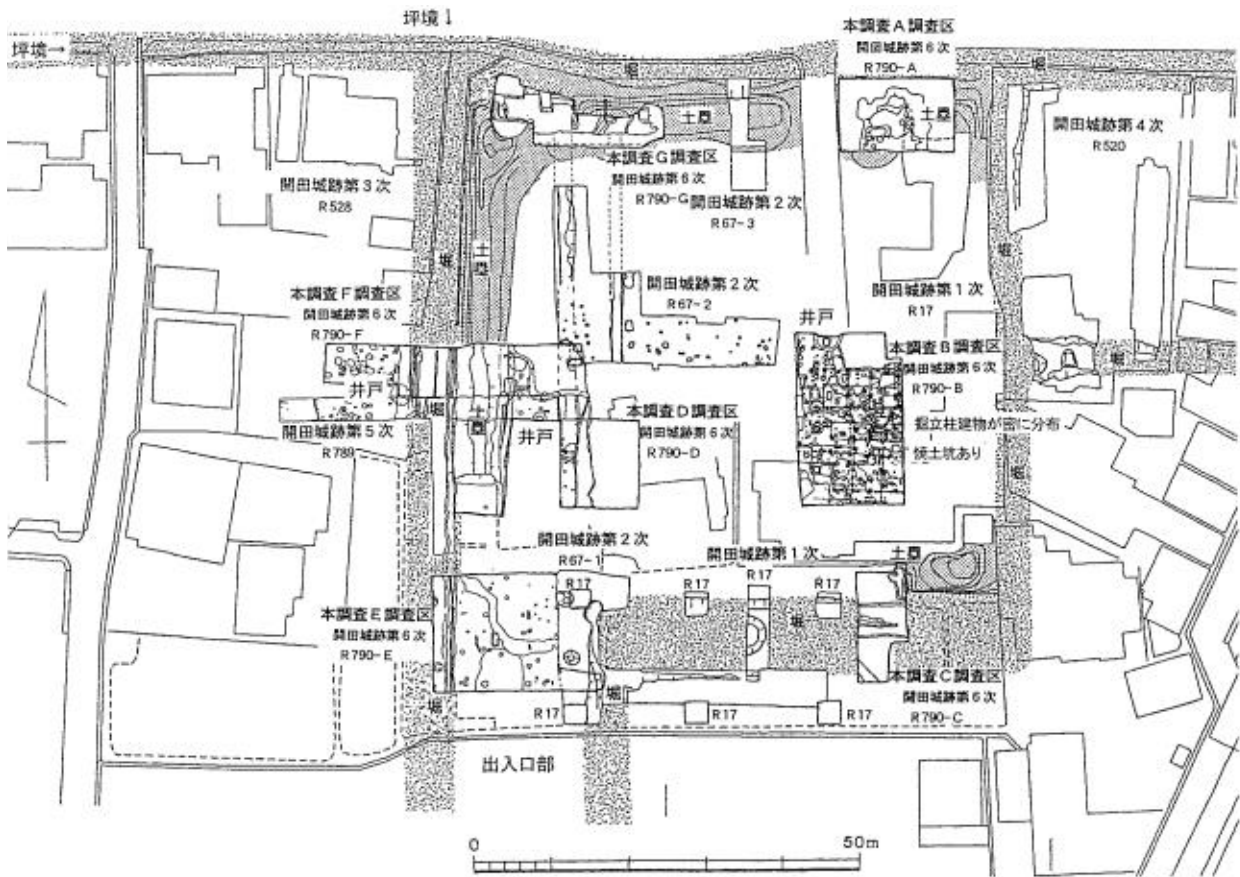 坪境↓
坪境→
本調査A調査区
開田城跡第6次
R790-A
堀
堀
土塁
土塁
開田城跡第4次
R520
本調査G調査区
開田城跡第6次
R790-G
開田城跡第2次
R67-3
開田城跡第3次
R528
堀
土塁
堀
本調査F調査区
開田城跡第6次
R790-F
開田城跡第2次
R67-2
開田城跡第1次
R17
井戸
本調査B調査区
開田城跡第6次
R790-B
堀
井戸
堀
土塁
井戸
本調査D調査区
開田城跡第6次
R790-D
掘立柱建物が密に分布
焼土坑あり
開田城跡第5次
R789
堀
開田城跡第2次
R67-1
開田城跡第1次
土塁
R17
R17
R17
R17
本調査E調査区
開田城跡第6次
R790-E
堀
本調査C調査区
開田城跡第6次
R790-C
堀
堀
R17
R17
R17
出入口部
0
50m